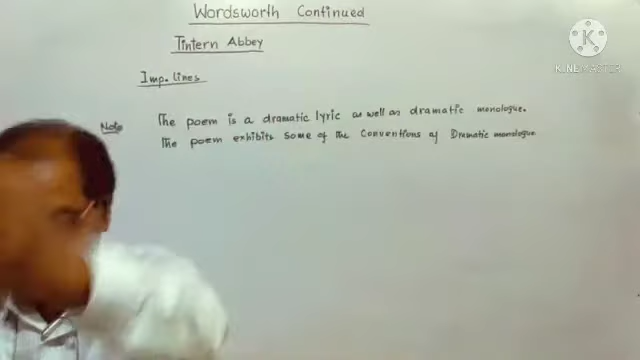 Wordsworth Continued
Tintern Abbey
Imp. lines
Note The poem is a dramatic lyric as well as dramatic monologue.
The poem exhibits some of the conventions of Dramatic monologue
K
KINEMASTER